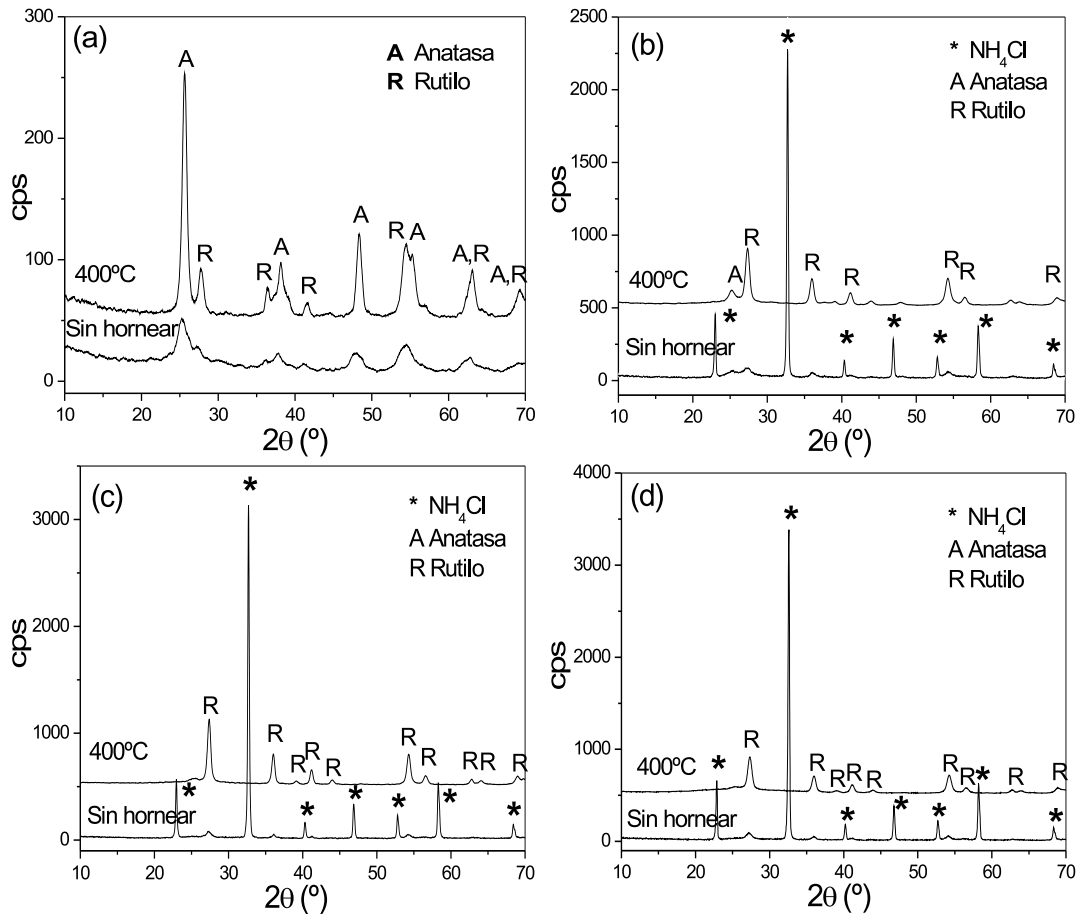 (a)
A Anatasa
R Rutilo
A
R
R
A
R
A
R A
A,R
A,R
400ºC
Sin hornear
cps
0
100
200
300
10 20 30 40 50 60 70
2θ (º)
(b)
* NH4Cl
A Anatasa
R Rutilo
*
A
R
R
R
R
R
R
400ºC
Sin hornear
* * * * * *
cps
0
500
1000
1500
2000
2500
10 20 30 40 50 60 70
2θ (º)
(c)
* NH4Cl
A Anatasa
R Rutilo
*
R
R
R
R
R
R
R
R R
R
400ºC
Sin hornear
* * * * * *
cps
0
1000
2000
3000
10 20 30 40 50 60 70
2θ (º)
(d)
* NH4Cl
A Anatasa
R Rutilo
*
R
R
R
R
R
R
R
R
R
400ºC
Sin hornear
* * * * * *
cps
0
1000
2000
3000
4000
10 20 30 40 50 60 70
2θ (º)